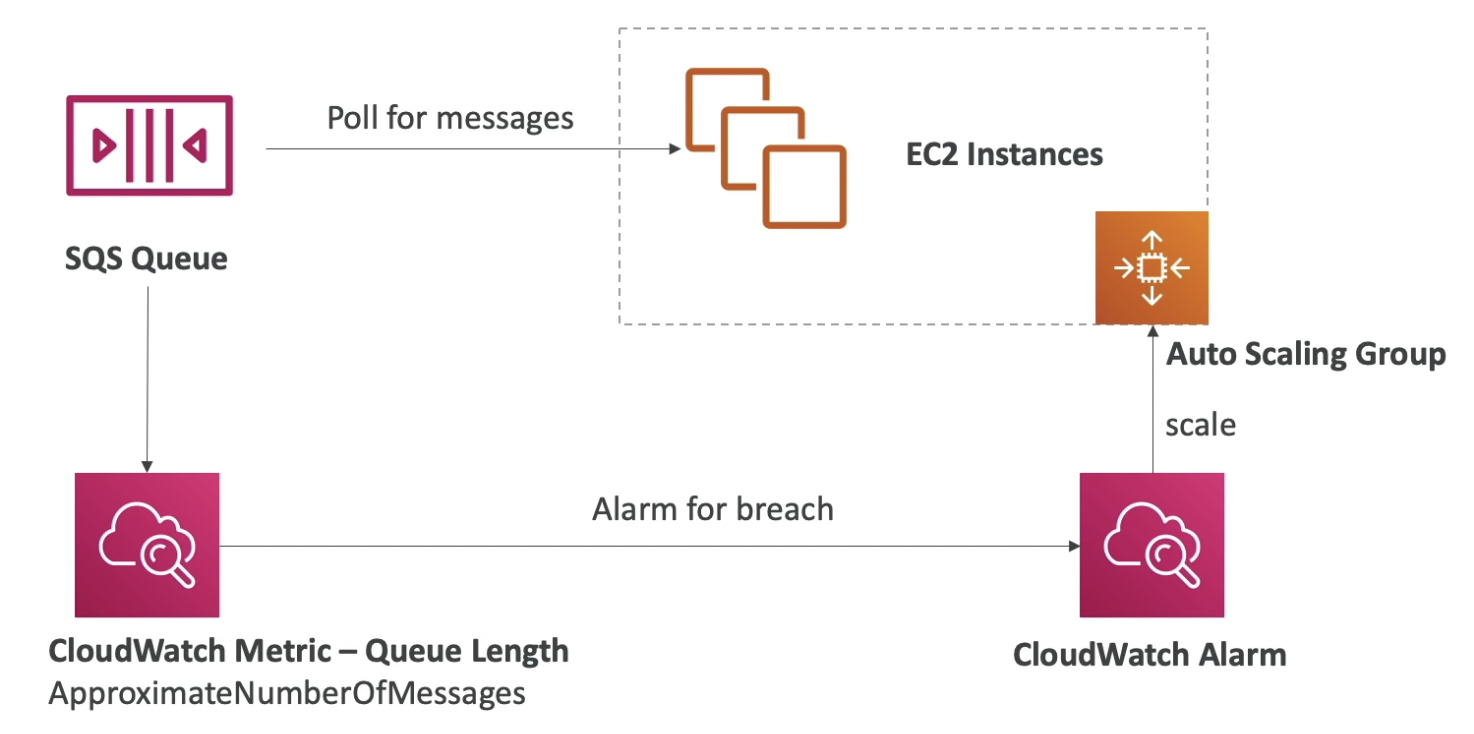 Poll for messages
EC2 Instances
SQS Queue
Auto Scaling Group
scale
Alarm for breach
CloudWatch Metric – Queue Length
ApproximateNumberOfMessages
CloudWatch Alarm